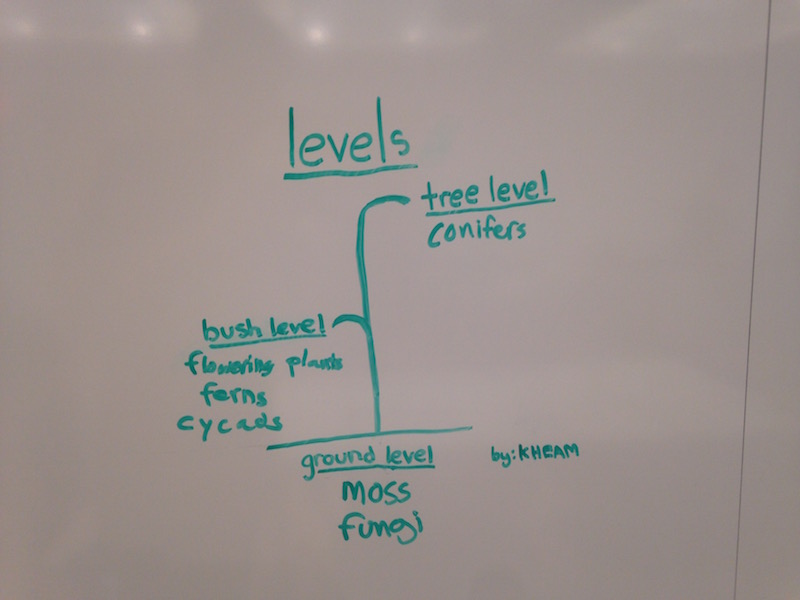 levels
tree level
conifers
bush level
flowering plants
ferns
cycads
ground level
by: KHEAM
moss
fungi